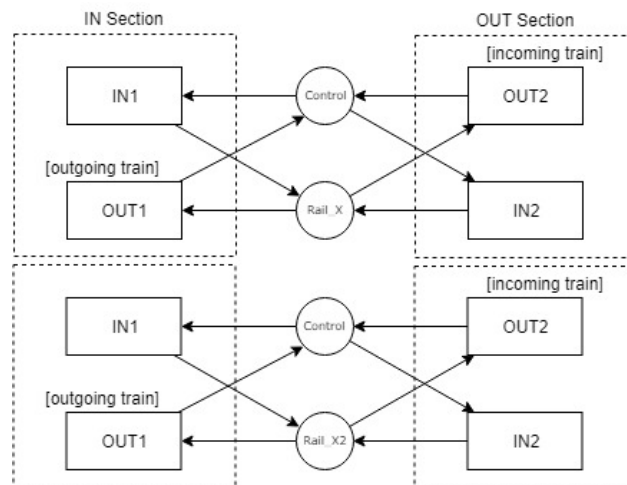 IN Section
OUT Section
[incoming train]
IN1
Control
OUT2
[outgoing train]
OUT1
Rail_X
IN2
[incoming train]
IN1
Control
OUT2
[outgoing train]
OUT1
Rail_X2
IN2